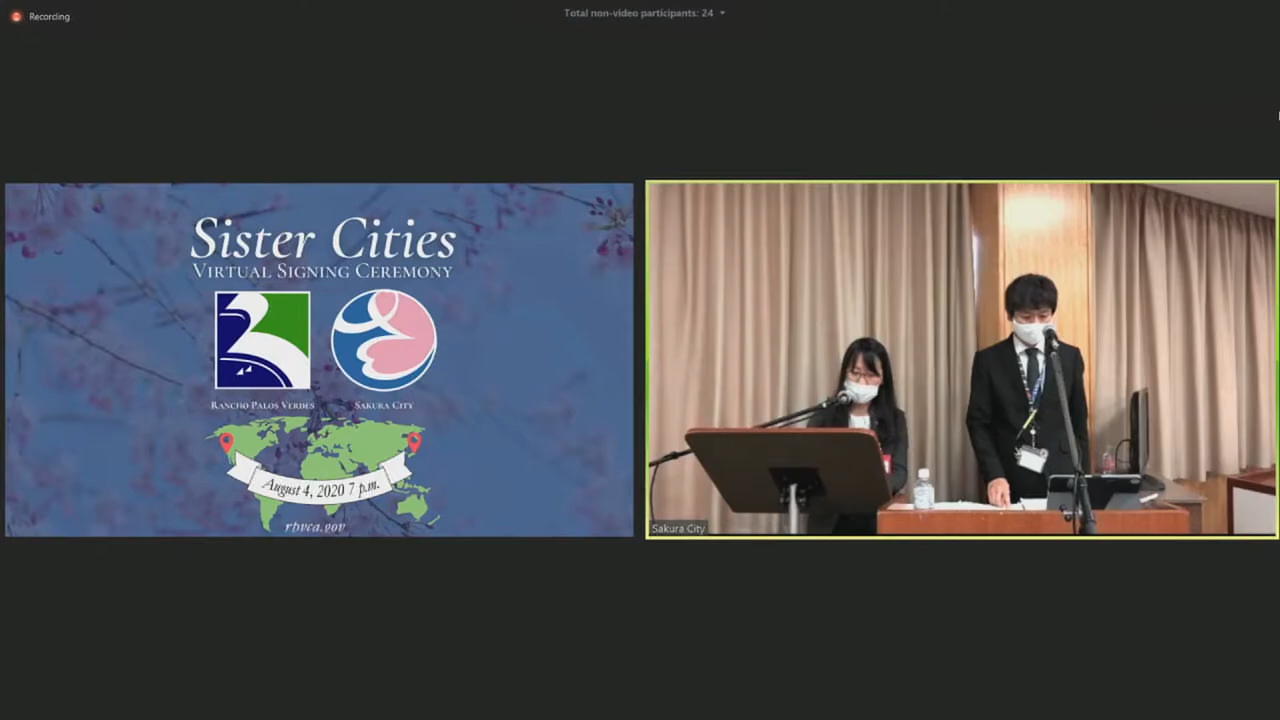 Recording
Total non-video participants: 24
Sister Cities
VIRTUAL SIGNING CEREMONY
RANCHO PALOS VERDES
SAKURA CITY
August 4, 2020 7 p.m.
rpvca.gov
Sakura City